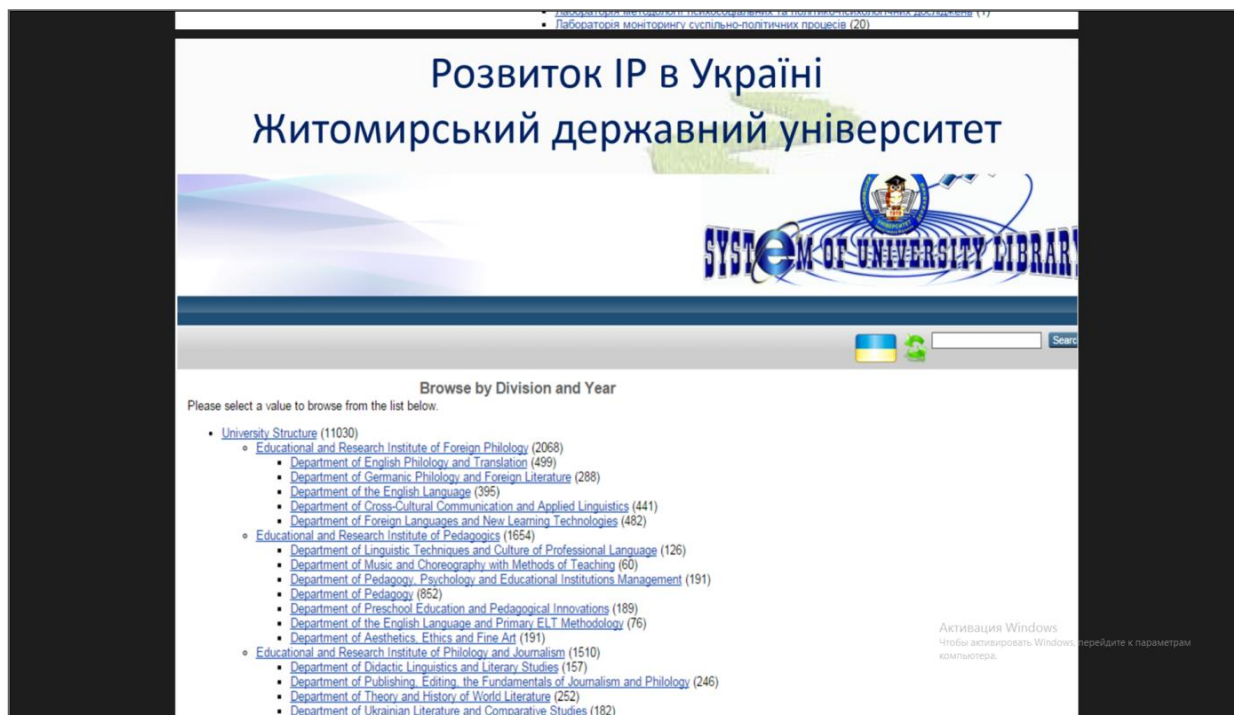 Лабораторія методології психосоціальних та політико-психологічних досліджень (1)
Лабораторія моніторингу суспільно-політичних процесів (20)
Розвиток ІР в Україні
Житомирський державний університет
SYSTEM OF UNIVERSITY LIBRARY
Searc
Browse by Division and Year
Please select a value to browse from the list below.
University Structure (11030)
Educational and Research Institute of Foreign Philology (2068)
Department of English Philology and Translation (499)
Department of Germanic Philology and Foreign Literature (288)
Department of the English Language (395)
Department of Cross-Cultural Communication and Applied Linguistics (441)
Department of Foreign Languages and New Learning Technologies (482)
Educational and Research Institute of Pedagogics (1654)
Department of Linguistic Techniques and Culture of Professional Language (126)
Department of Music and Choreography with Methods of Teaching (60)
Department of Pedagogy, Psychology and Educational Institutions Management (191)
Department of Pedagogy (852)
Department of Preschool Education and Pedagogical Innovations (189)
Department of the English Language and Primary ELT Methodology (76)
Department of Aesthetics, Ethics and Fine Art (191)
Educational and Research Institute of Philology and Journalism (1510)
Department of Didactic Linguistics and Literary Studies (157)
Department of Publishing, Editing, the Fundamentals of Journalism and Philology (246)
Department of Theory and History of World Literature (252)
Department of Ukrainian Literature and Comparative Studies (182)
Активация Windows
Чтобы активировать Windows, перейдите к параметрам
компьютера.